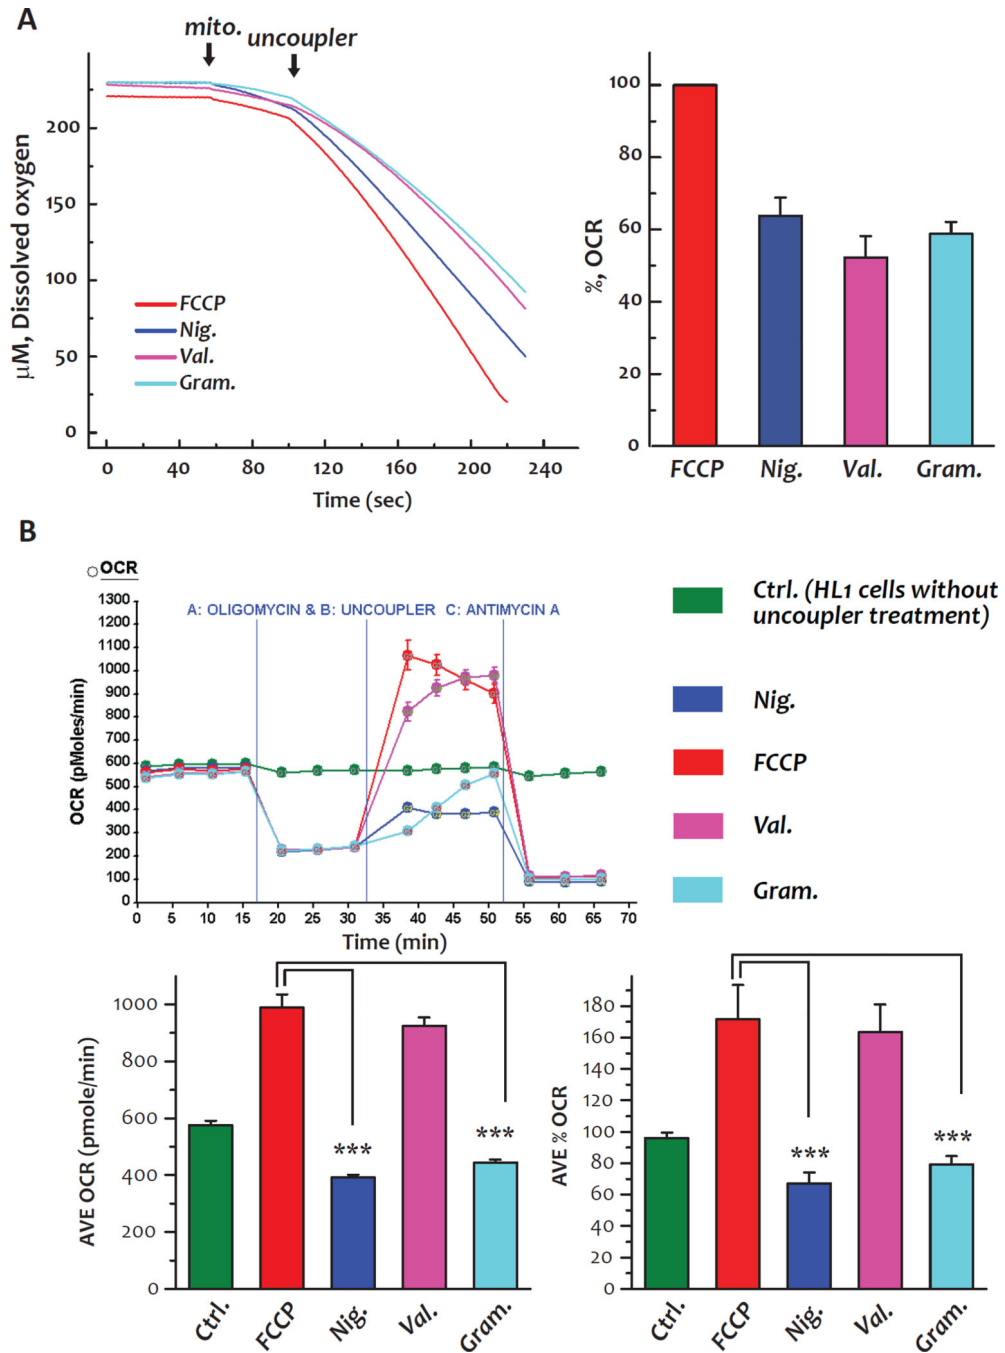 A
mito.
uncoupler
μM, Dissolved oxygen
200
150
100
50
0
FCCP
Nig.
Val.
Gram.
0 40 80 120 160 200 240
Time (sec)
%, OCR
100
80
60
40
20
0
FCCP Nig. Val. Gram.
B
OCR
OCR (pMoles/min)
1300
1200
1100
1000
900
800
700
600
500
400
300
200
100
0
A: OLIGOMYCIN & B: UNCOUPLER C: ANTIMYCIN A
0 5 10 15 20 25 30 35 40 45 50 55 60 65 70
Time (min)
Ctrl. (HL1 cells without
uncoupler treatment)
Nig.
FCCP
Val.
Gram.
AVE OCR (pmole/min)
1000
800
600
400
200
0
***
***
Ctrl. FCCP Nig. Val. Gram.
AVE % OCR
180
160
140
120
100
80
60
40
20
0
***
***
Ctrl. FCCP Nig. Val. Gram.